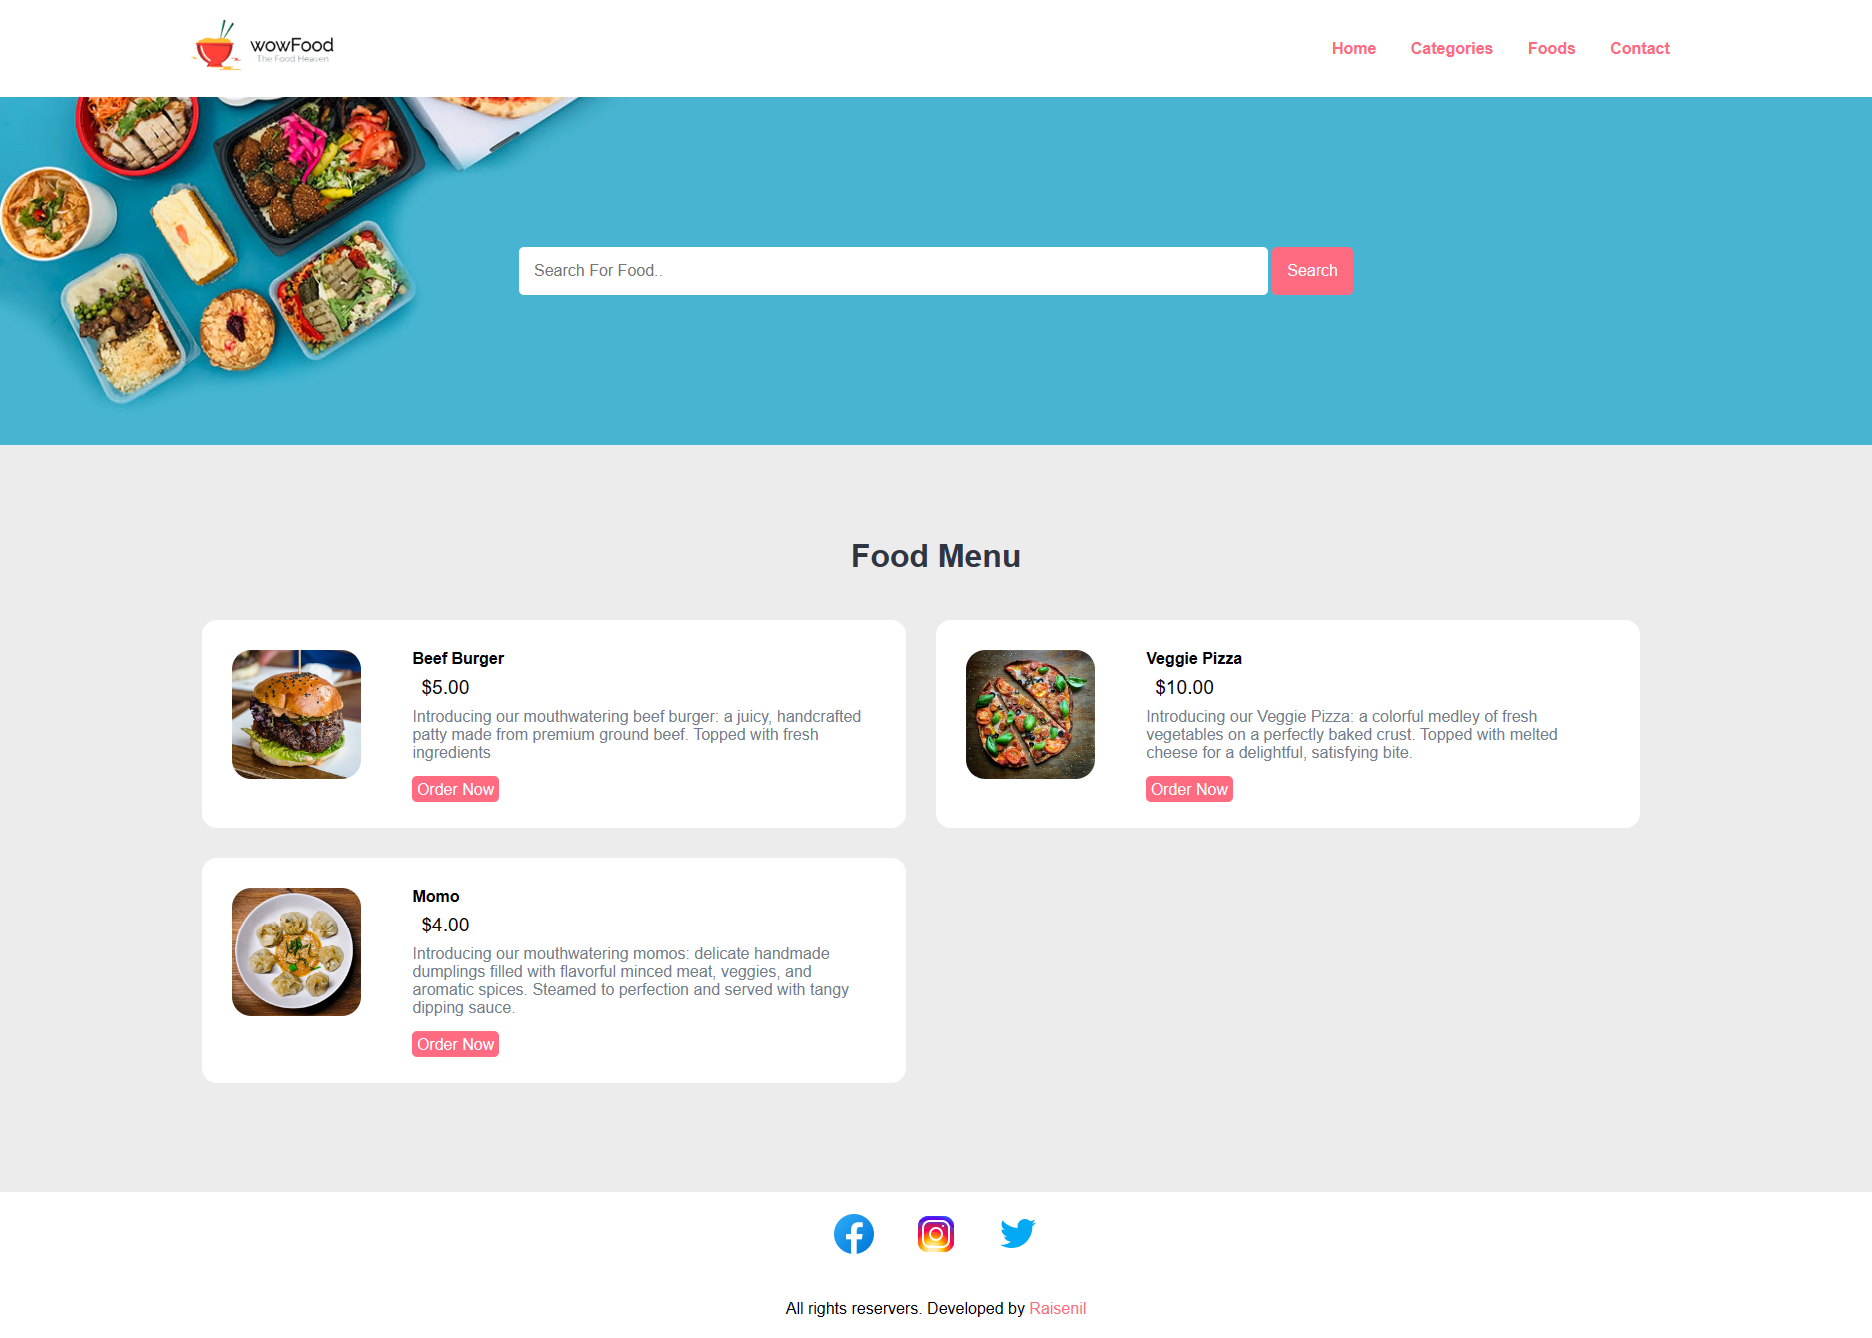 wowFood
The Food Heaven
Home
Categories
Foods
Contact
Search For Food..
Search
Food Menu
Beef Burger
$5.00
Introducing our mouthwatering beef burger: a juicy, handcrafted
patty made from premium ground beef. Topped with fresh
ingredients
Order Now
Veggie Pizza
$10.00
Introducing our Veggie Pizza: a colorful medley of fresh
vegetables on a perfectly baked crust. Topped with melted
cheese for a delightful, satisfying bite.
Order Now
Momo
$4.00
Introducing our mouthwatering momos: delicate handmade
dumplings filled with flavorful minced meat, veggies, and
aromatic spices. Steamed to perfection and served with tangy
dipping sauce.
Order Now
All rights reservers. Developed by Raisenil